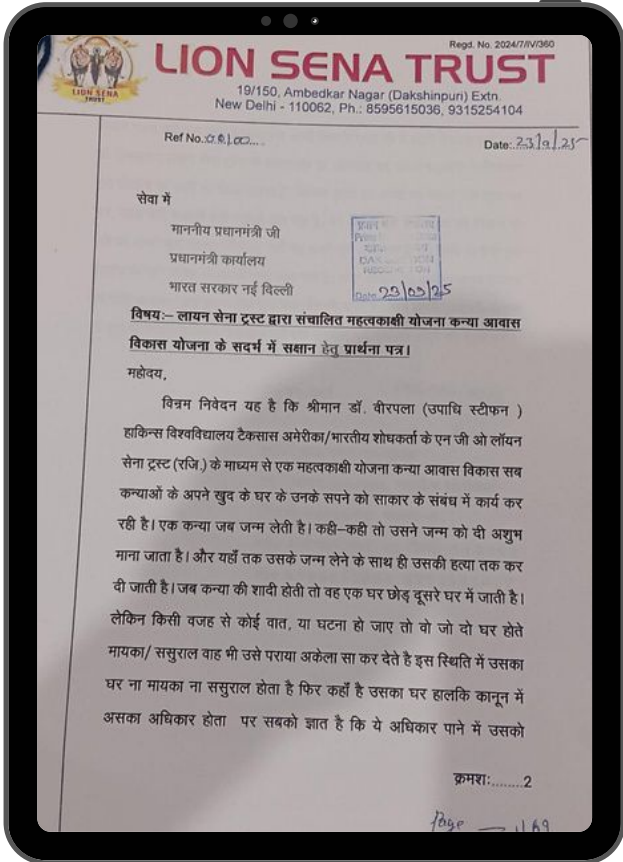 Regd. No. 2024/7/IV/360
LION SENA TRUST
LION SENA
TRUST
19/150, Ambedkar Nagar (Dakshinpuri) Extn.
New Delhi - 110062, Ph.: 8595615036, 9315254104
Ref No.:
Date:.23/9/25
सेवा में
माननीय प्रधानमंत्री जी
प्रधानमंत्री कार्यालय
भारत सरकार नई दिल्ली
Date 23/09/25
विषयः– लायन सेना ट्रस्ट द्वारा संचालित महत्वकाक्षी योजना कन्या आवास
विकास योजना के सदर्भ में सक्षान हेतु प्रार्थना पत्र।
महोदय,
विन्रम निवेदन यह है कि श्रीमान डॉ. वीरपला (उपाधि स्टीफन )
हाकिन्स विश्वविद्यालय टैकसास अमेरीका/भारतीय शोघकर्ता के एन जी ओ लॉयन
सेना ट्रस्ट (रजि.) के माध्यम से एक महत्वकाक्षी योजना कन्या आवास विकास सब
कन्याओं के अपने खुद के घर के उनके सपने को साकार के संबंध में कार्य कर
रही है। एक कन्या जब जन्म लेती है। कही–कही तो उसने जन्म को दी अशुभ
माना जाता है। और यहाँ तक उसके जन्म लेने के साथ ही उसकी हत्या तक कर
दी जाती है। जब कन्या की शादी होती तो वह एक घर छोड़ दूसरे घर में जाती है।
लेकिन किसी वजह से कोई वात, या घटना हो जाए तो वो जो दो घर होते
मायका/ ससुराल वाह भी उसे पराया अकेला सा कर देते है इस स्थिति में उसका
घर ना मायका ना ससुराल होता है फिर कहाँ है उसका घर हालकि कानून में
असका अधिकार होता पर सबको ज्ञात है कि ये अधिकार पाने में उसको
क्रमशः........2
Page